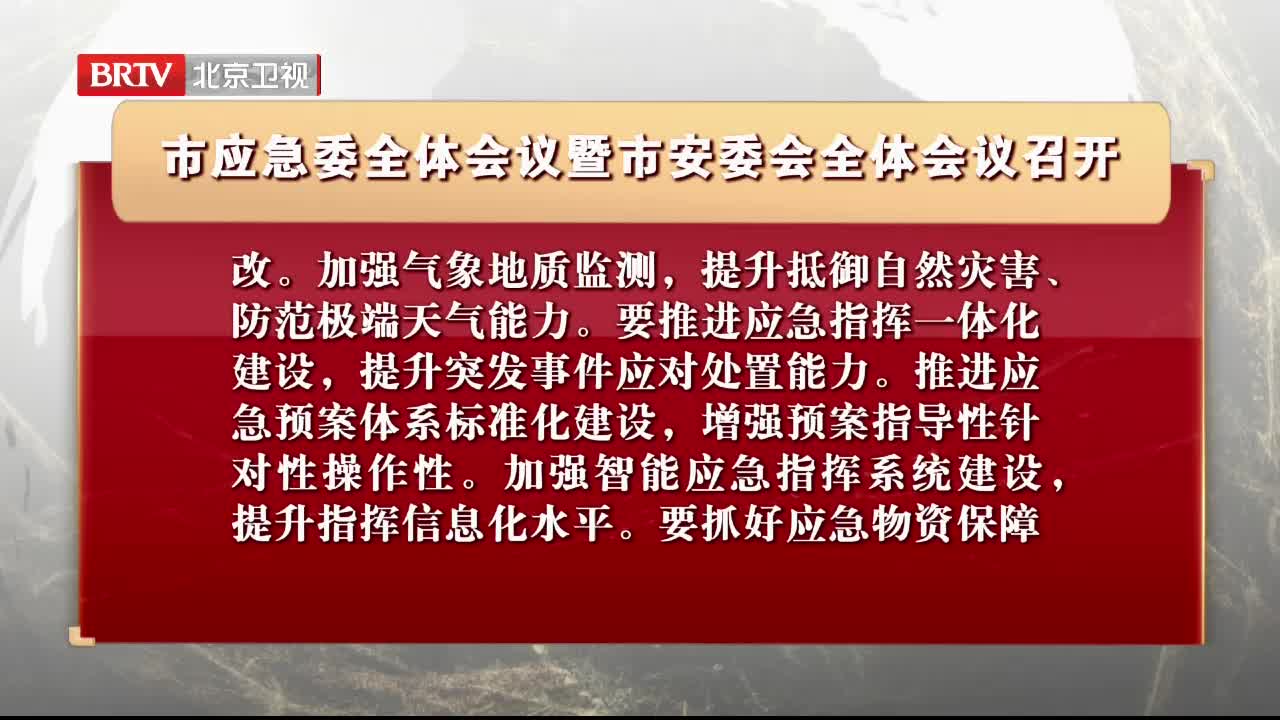 BRTV 北京卫视
市应急委全体会议暨市安委会全体会议召开
改。加强气象地质监测，提升抵御自然灾害、
防范极端天气能力。要推进应急指挥一体化
建设，提升突发事件应对处置能力。推进应
急预案体系标准化建设，增强预案指导性针
对性操作性。加强智能应急指挥系统建设，
提升指挥信息化水平。要抓好应急物资保障